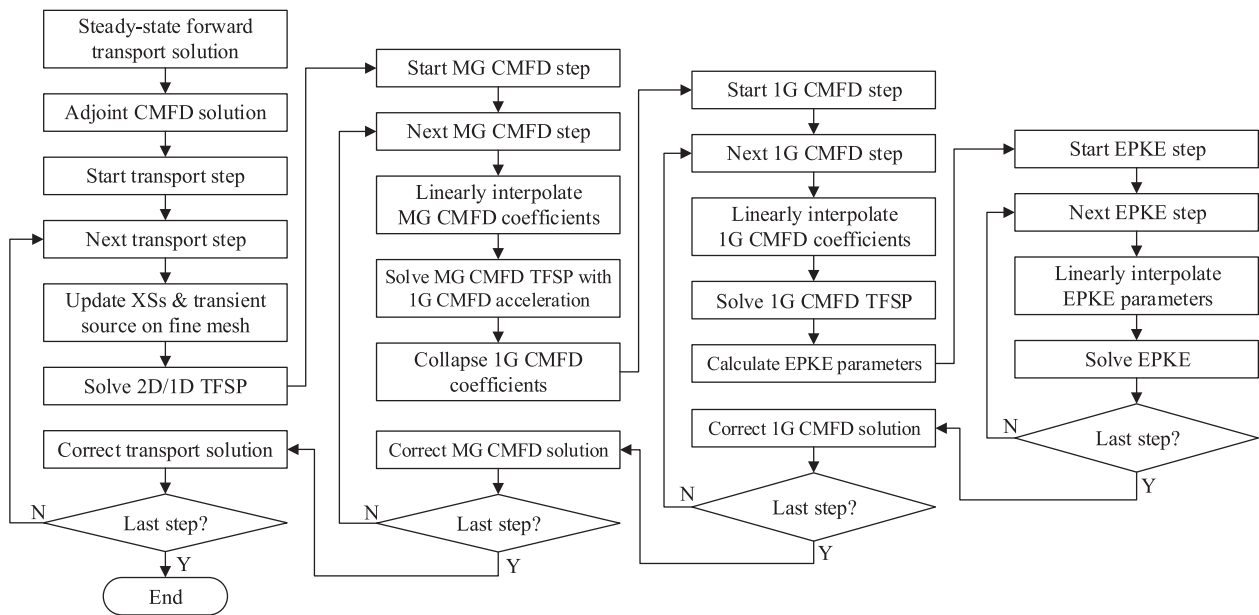 Steady-state forward
transport solution
Adjoint CMFD solution
Start transport step
Next transport step
Update XSs & transient
source on fine mesh
Solve 2D/1D TFSP
Correct transport solution
Last step?
N
Y
End
Start MG CMFD step
Next MG CMFD step
Linearly interpolate
MG CMFD coefficients
Solve MG CMFD TFSP with
1G CMFD acceleration
Collapse 1G CMFD
coefficients
Correct MG CMFD solution
Last step?
N
Y
Start 1G CMFD step
Next 1G CMFD step
Linearly interpolate
1G CMFD coefficients
Solve 1G CMFD TFSP
Calculate EPKE parameters
Correct 1G CMFD solution
Last step?
N
Y
Start EPKE step
Next EPKE step
Linearly interpolate
EPKE parameters
Solve EPKE
Last step?
N
Y